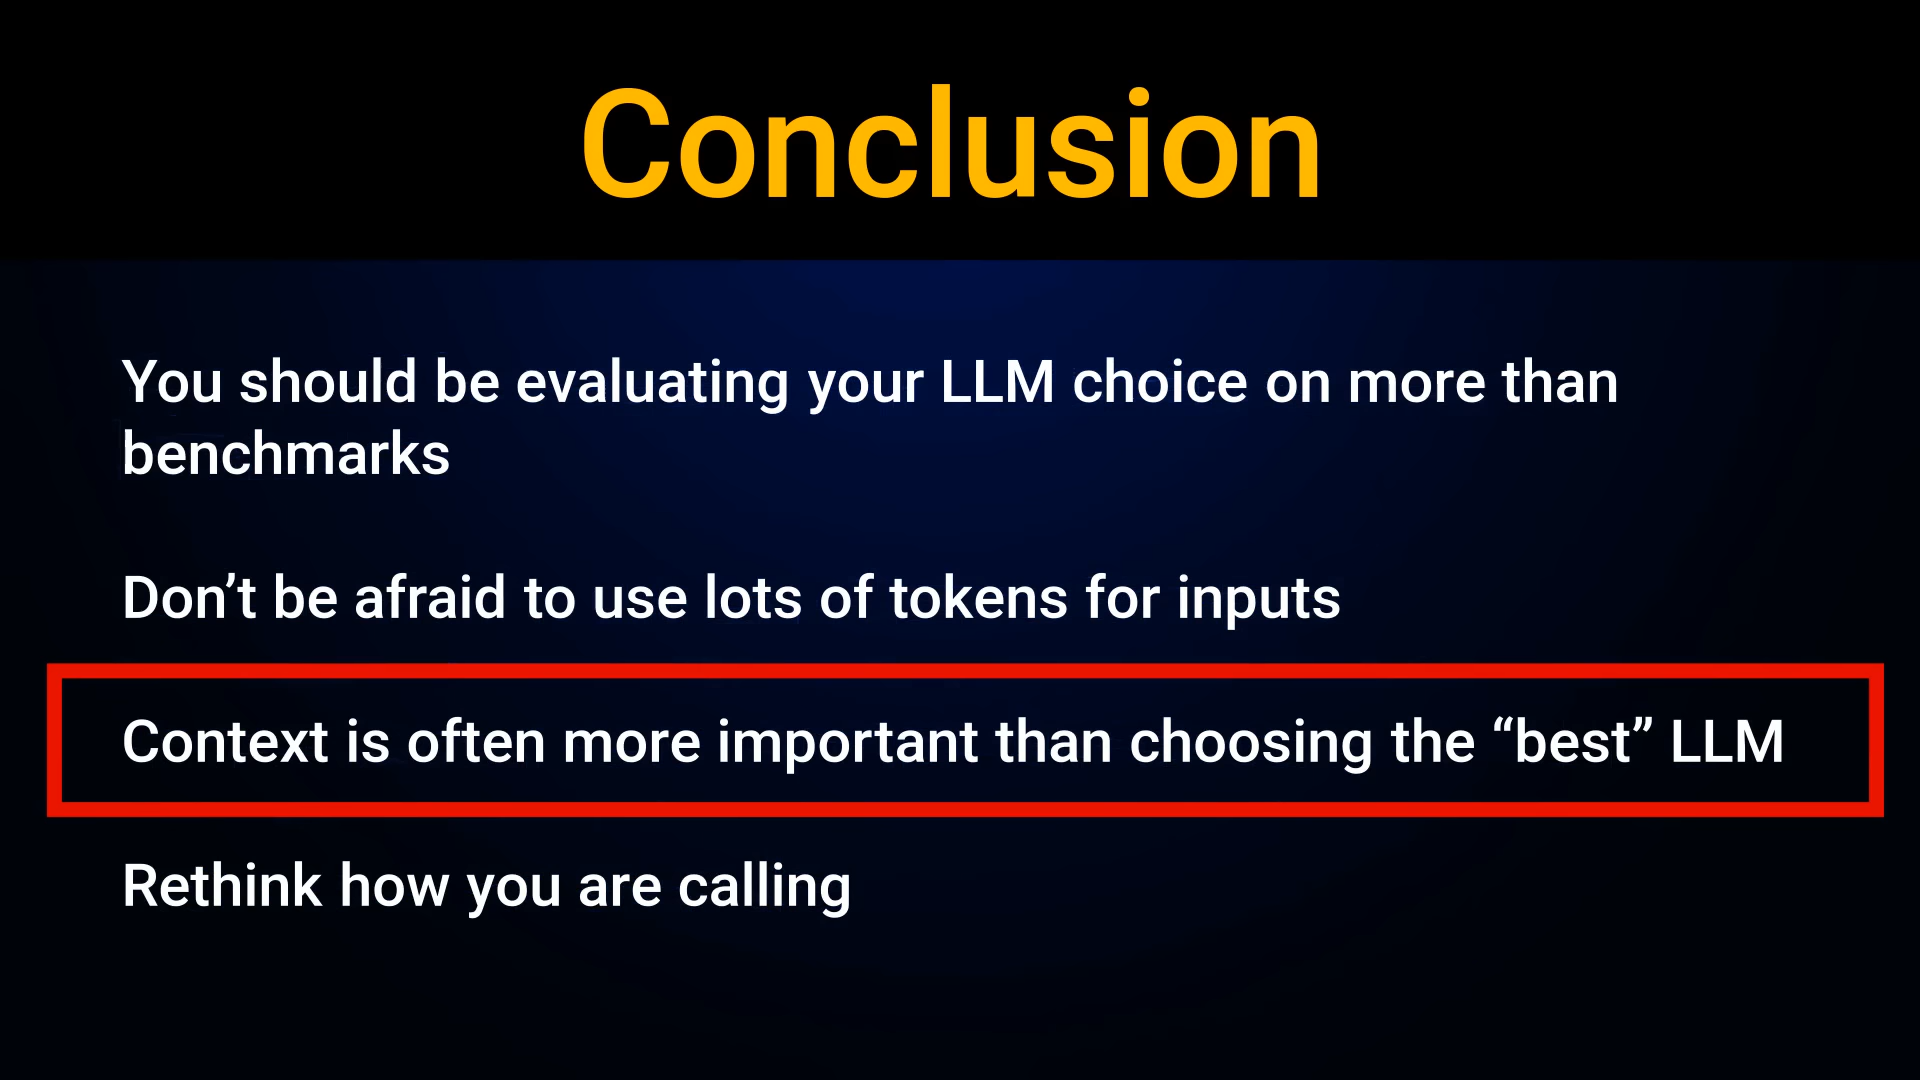 Conclusion
You should be evaluating your LLM choice on more than
benchmarks
Don’t be afraid to use lots of tokens for inputs
Context is often more important than choosing the “best” LLM
Rethink how you are calling